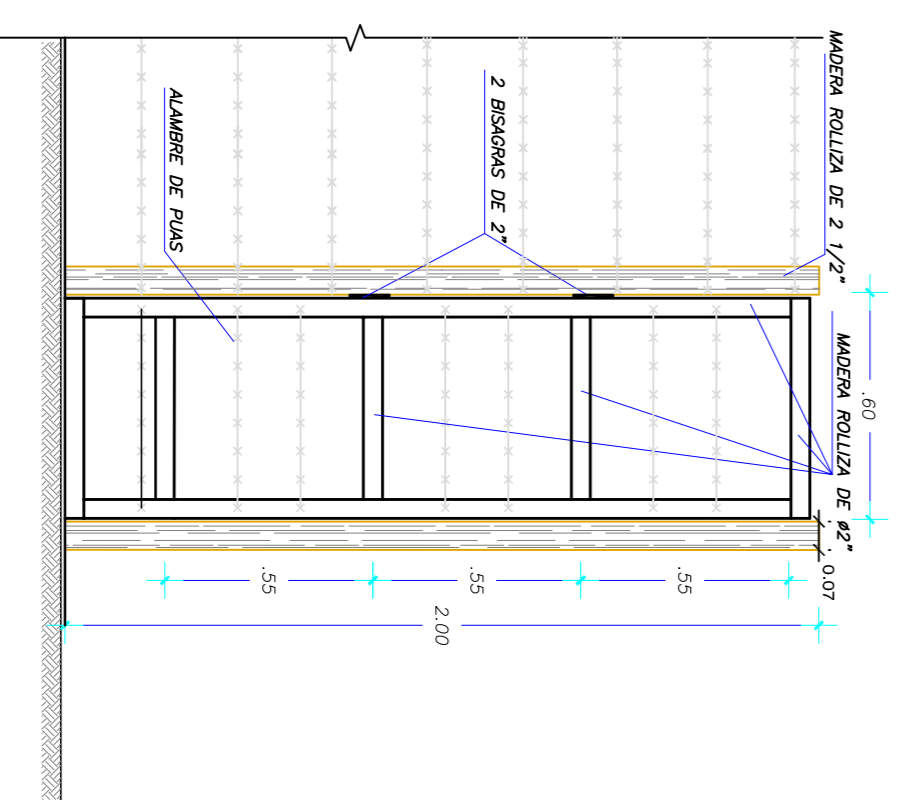 MADERA ROLLIZA DE 2 1/2"
MADERA ROLLIZA DE ø2"
2 BISAGRAS DE 2"
ALAMBRE DE PUAS
.60
0.07
.55
.55
.55
2.00